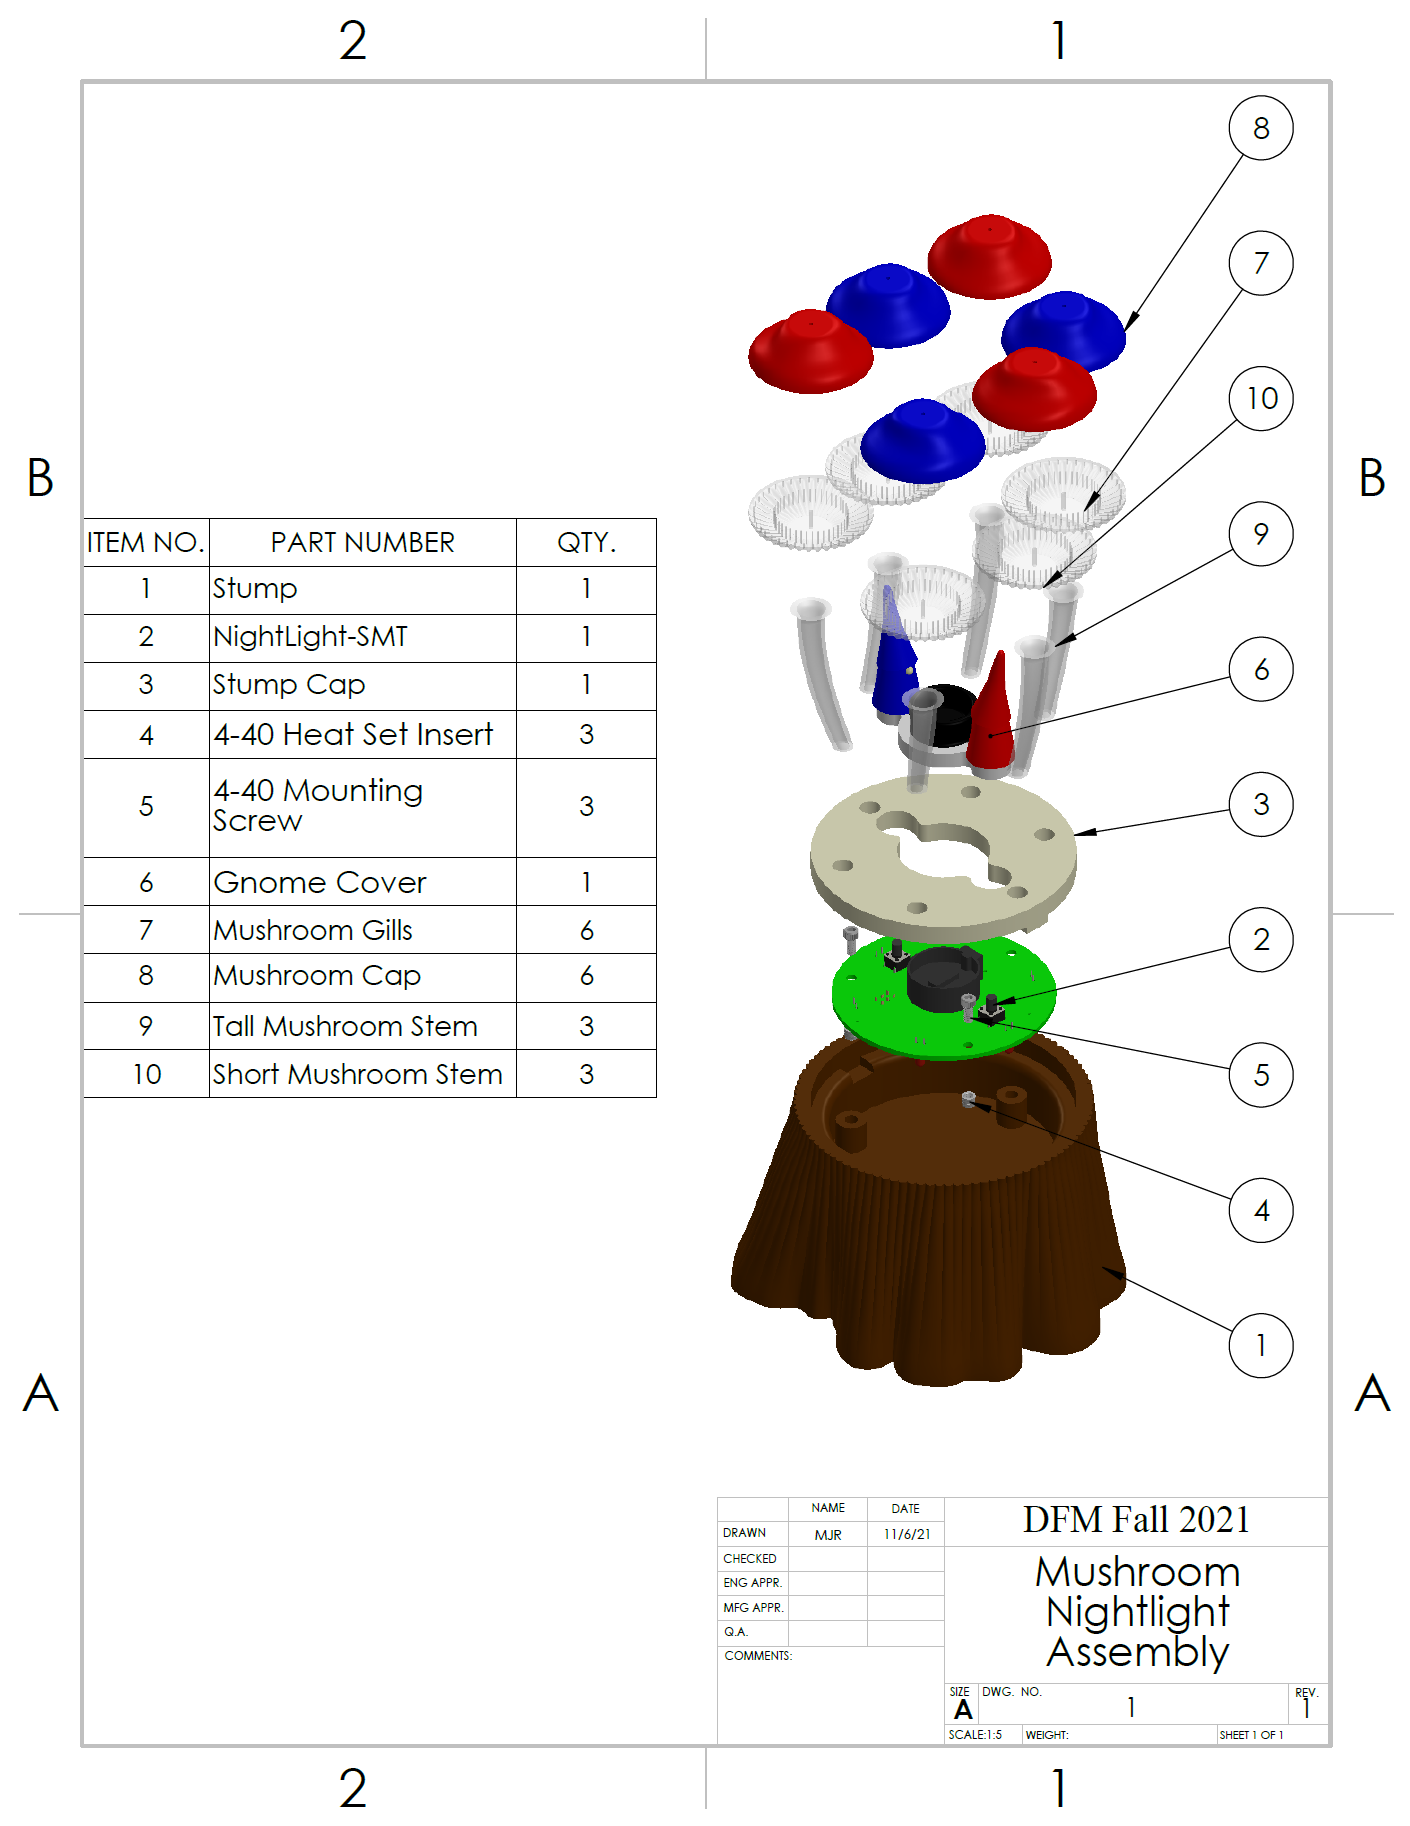 2 1
B B
A A
2 1
ITEM NO. PART NUMBER QTY.
1 Stump 1
2 NightLight-SMT 1
3 Stump Cap 1
4 4-40 Heat Set Insert 3
5 4-40 Mounting 3
Screw
6 Gnome Cover 1
7 Mushroom Gills 6
8 Mushroom Cap 6
9 Tall Mushroom Stem 3
10 Short Mushroom Stem 3
8
7
10
9
6
3
2
5
4
1
NAME DATE
DRAWN MJR 11/6/21
CHECKED
ENG APPR.
MFG APPR.
Q.A.
COMMENTS:
DFM Fall 2021
Mushroom
Nightlight
Assembly
SIZE DWG. NO. REV.
A 1 1
SCALE:1:5 WEIGHT: SHEET 1 OF 1